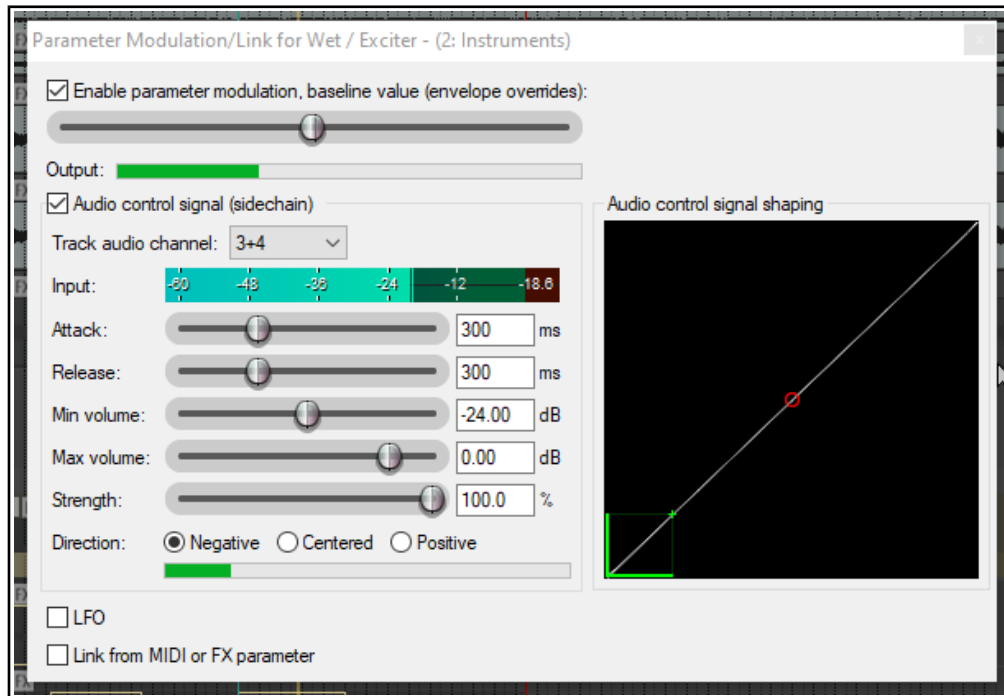 Parameter Modulation/Link for Wet / Exciter - (2: Instruments)
x
Enable parameter modulation, baseline value (envelope overrides):
Output:
Audio control signal (sidechain)
Audio control signal shaping
Track audio channel: 3+4
Input: -60 -48 -36 -24 -12 -18.6
Attack: 300 ms
Release: 300 ms
Min volume: -24.00 dB
Max volume: 0.00 dB
Strength: 100.0 %
Direction: Negative Centered Positive
LFO
Link from MIDI or FX parameter
FX